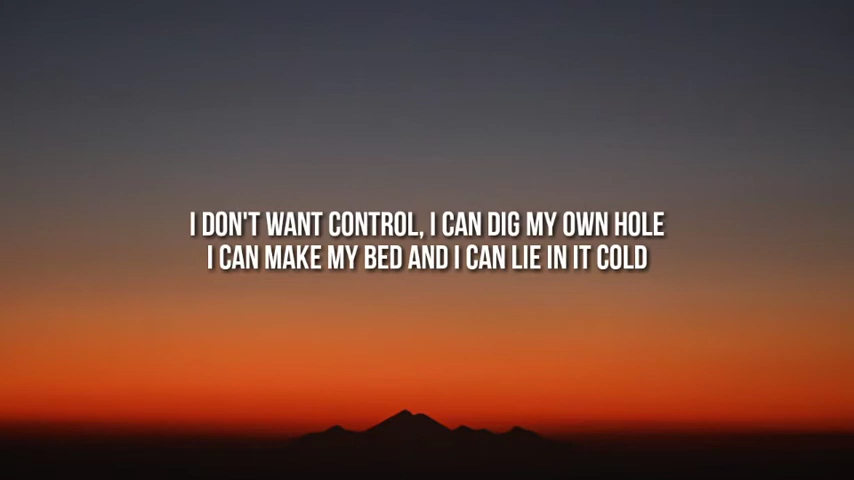 I DON'T WANT CONTROL, I CAN DIG MY OWN HOLE
I CAN MAKE MY BED AND I CAN LIE IN IT COLD